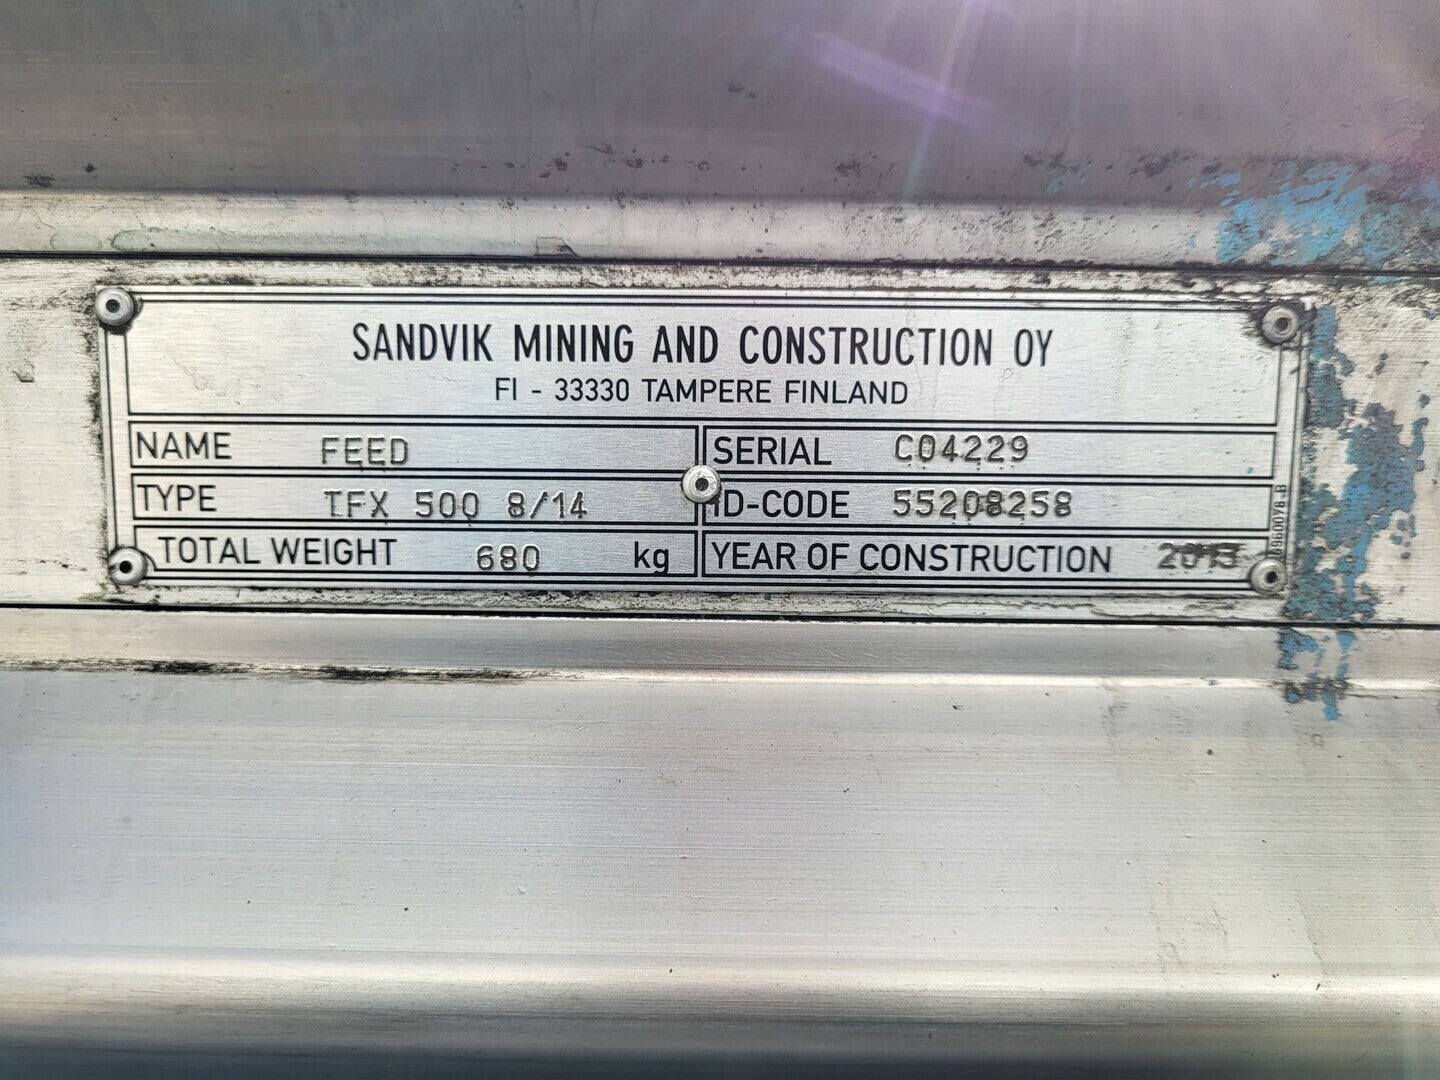 SANDVIK MINING AND CONSTRUCTION OY
FI - 33330 TAMPERE FINLAND
NAME FEED SERIAL C04229
TYPE TFX 500 8/14 ID-CODE 55208258
TOTAL WEIGHT 680 kg YEAR OF CONSTRUCTION